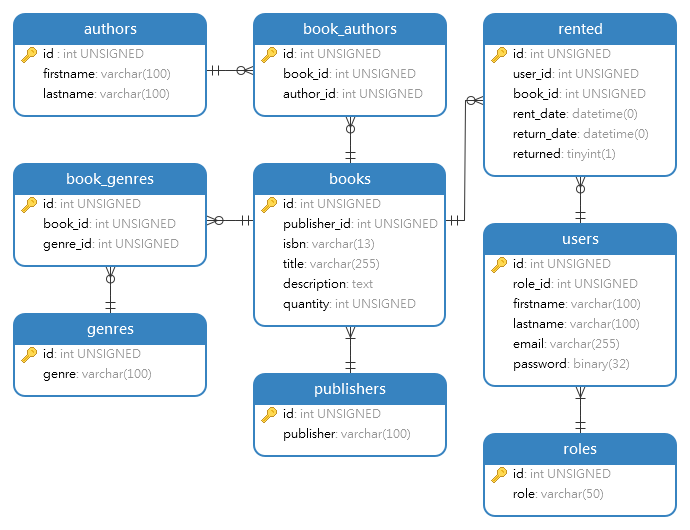 authors
id : int UNSIGNED
firstname: varchar(100)
lastname: varchar(100)
book_authors
id: int UNSIGNED
book_id: int UNSIGNED
author_id: int UNSIGNED
rented
id: int UNSIGNED
user_id: int UNSIGNED
book_id: int UNSIGNED
rent_date: datetime(0)
return_date: datetime(0)
returned: tinyint(1)
book_genres
id: int UNSIGNED
book_id: int UNSIGNED
genre_id: int UNSIGNED
books
id: int UNSIGNED
publisher_id: int UNSIGNED
isbn: varchar(13)
title: varchar(255)
description: text
quantity: int UNSIGNED
users
id: int UNSIGNED
role_id: int UNSIGNED
firstname: varchar(100)
lastname: varchar(100)
email: varchar(255)
password: binary(32)
genres
id: int UNSIGNED
genre: varchar(100)
publishers
id: int UNSIGNED
publisher: varchar(100)
roles
id: int UNSIGNED
role: varchar(50)